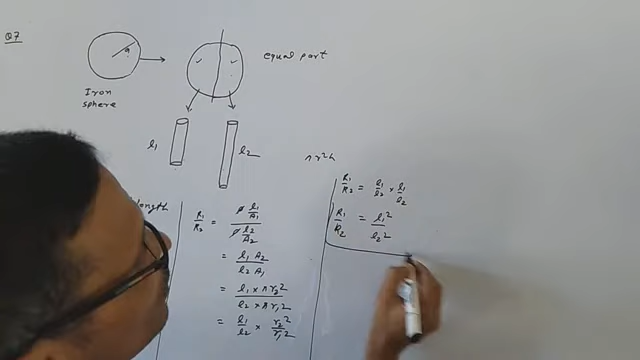 Q7
r
Iron
sphere
equal part
l1
l2
πr²h
length
R1/R2 = ρ l1/A1 / ρ l2/A2
= l1 A2 / l2 A1
= l1 × π r2² / l2 × π r1²
= l1/l2 × r2²/r1²
R1/R2 = l1/l2 × l1/l2
R1/R2 = l1²/l2²